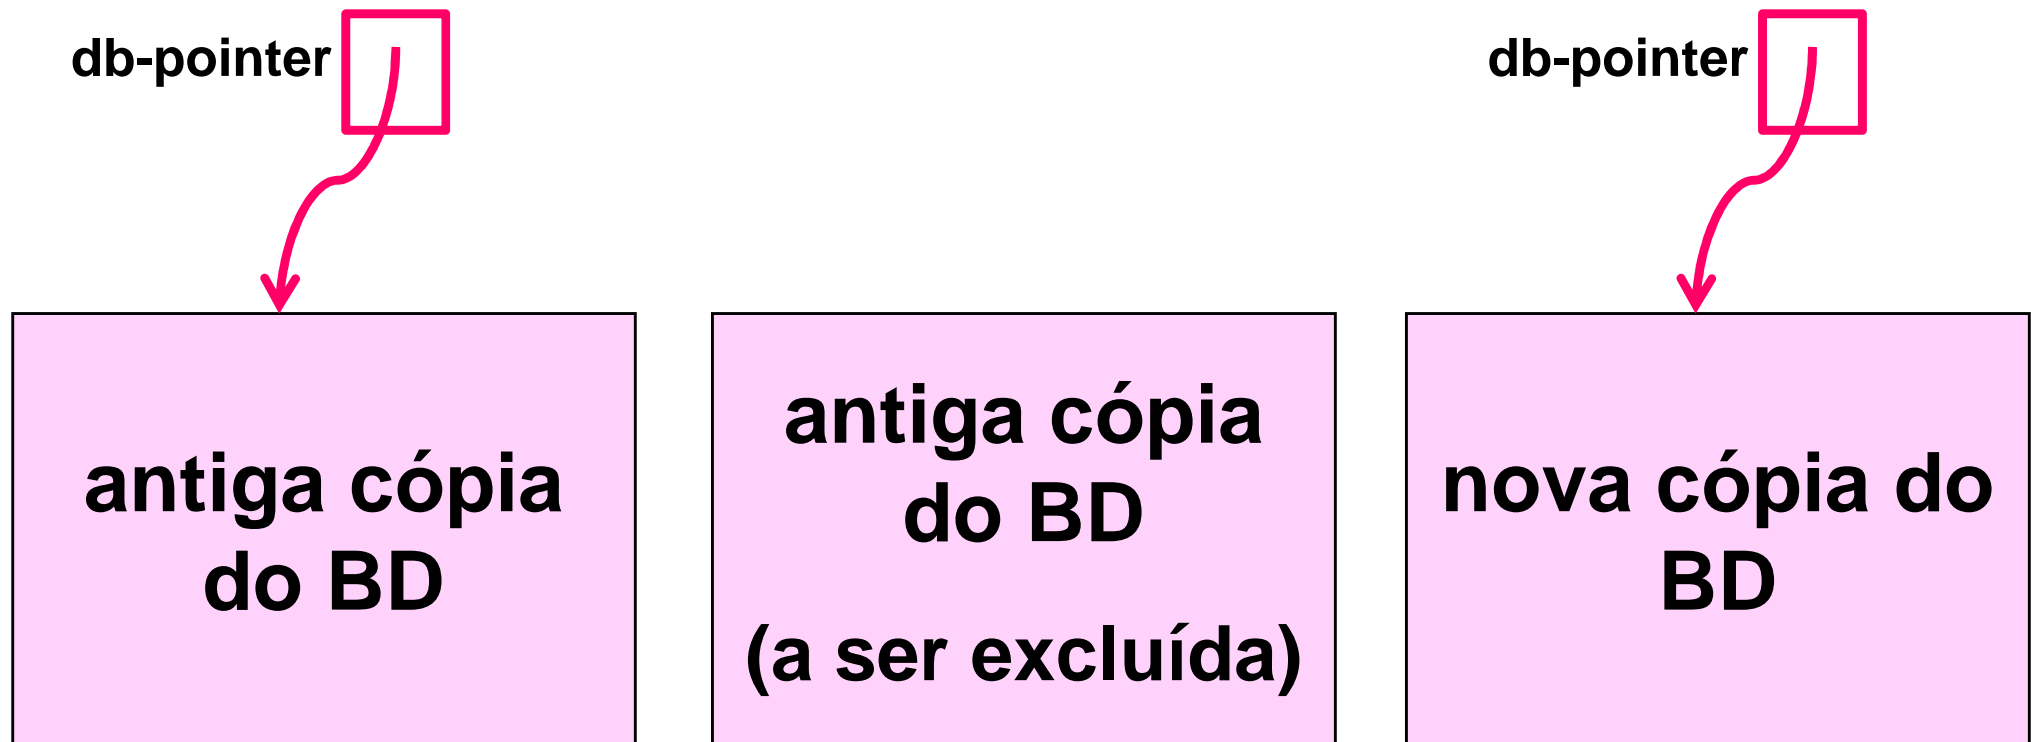 db-pointer
antiga cópia
do BD
antiga cópia
do BD
(a ser excluída)
db-pointer
nova cópia do
BD